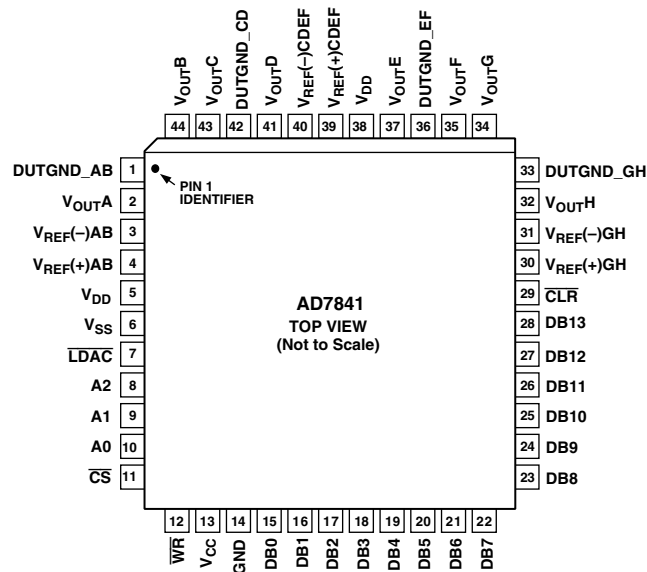 VOUTB
VOUTC
DUTGND_CD
VOUTD
VREF(–)CDEF
VREF(+)CDEF
VDD
VOUTE
DUTGND_EF
VOUTF
VOUTG
44 43 42 41 40 39 38 37 36 35 34
DUTGND_AB 1
VOUTA 2
VREF(–)AB 3
VREF(+)AB 4
VDD 5
VSS 6
LDAC 7
A2 8
A1 9
A0 10
CS 11
PIN 1
IDENTIFIER
AD7841
TOP VIEW
(Not to Scale)
33 DUTGND_GH
32 VOUTH
31 VREF(–)GH
30 VREF(+)GH
29 CLR
28 DB13
27 DB12
26 DB11
25 DB10
24 DB9
23 DB8
12 13 14 15 16 17 18 19 20 21 22
WR
VCC
GND
DB0
DB1
DB2
DB3
DB4
DB5
DB6
DB7